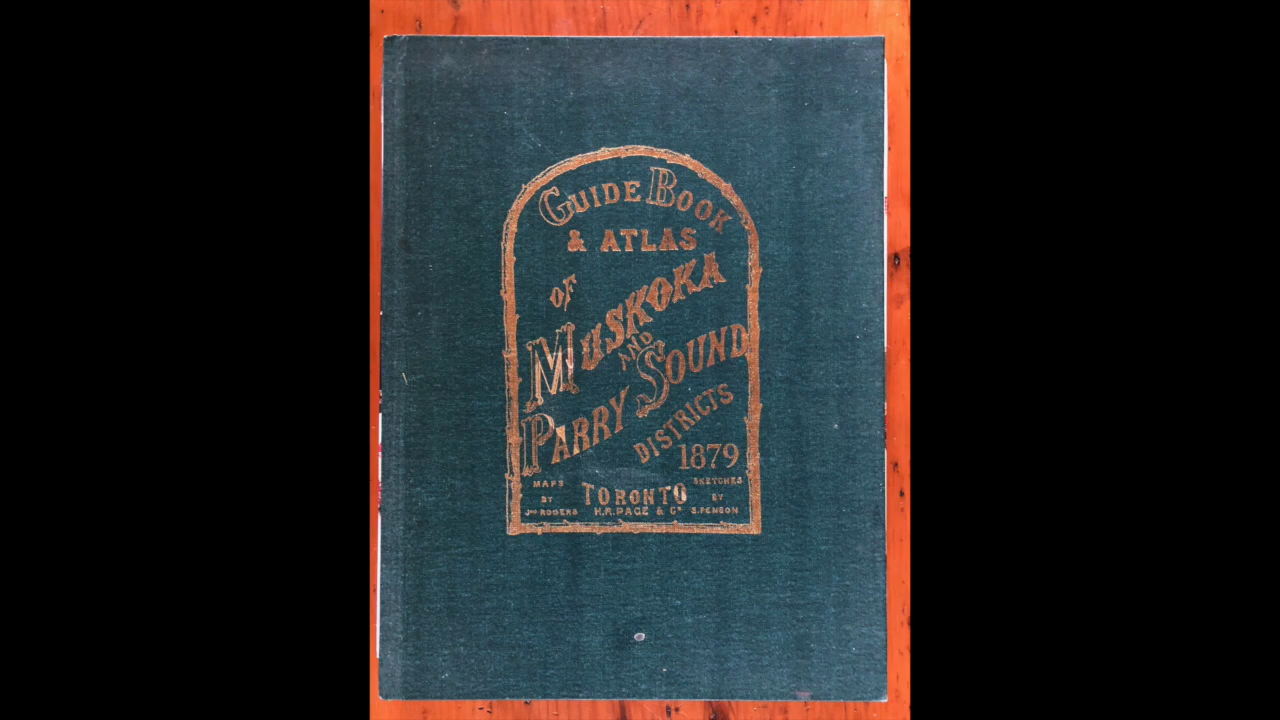 GUIDE BOOK
& ATLAS
OF
MUSKOKA
AND
PARRY SOUND
DISTRICTS
1879
MAPS
BY
JNO ROGERS
TORONTO
H.R. PAGE & CO
SKETCHES
BY
S. PENSON